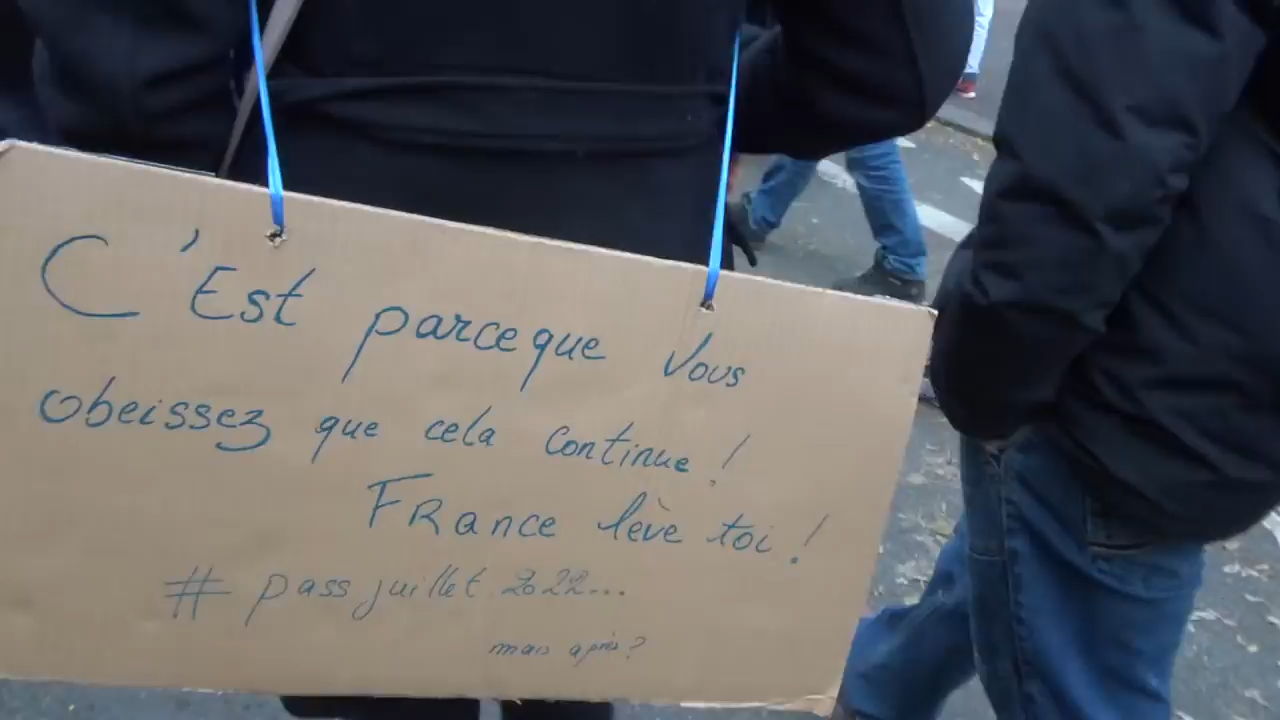 C'Est parceque Vous
obeissez que cela continue !
FRance lève toi !
# pass juillet 2022...
mais après ?